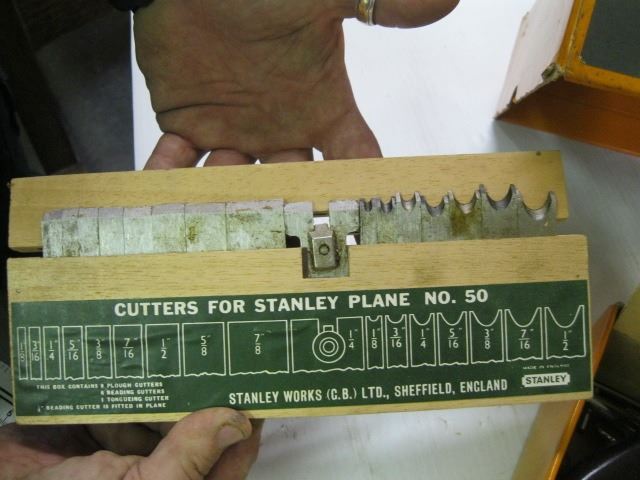 CUTTERS FOR STANLEY PLANE NO. 50
1/8 3/16 1/4" 5/16 3/8 7/16 1/2 5/8" 7/8 1/4" 1/8" 3/16 1/4" 5/16" 3/8" 7/16" 1/2"
THIS BOX CONTAINS 9 PLOUGH CUTTERS
6 BEADING CUTTERS
1 TONGUEING CUTTER
BEADING CUTTER IS FITTED IN PLANE
STANLEY WORKS (G.B.) LTD., SHEFFIELD, ENGLAND
MADE IN ENGLAND
STANLEY